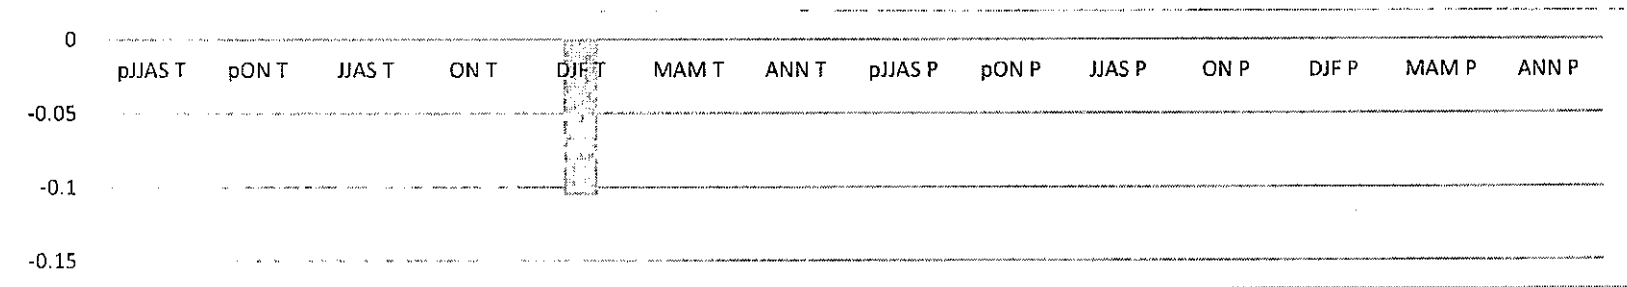 0
pJJAS T pON T JJAS T ON T DJF T MAM T ANN T pJJAS P pON P JJAS P ON P DJF P MAM P ANN P
-0.05
-0.1
-0.15